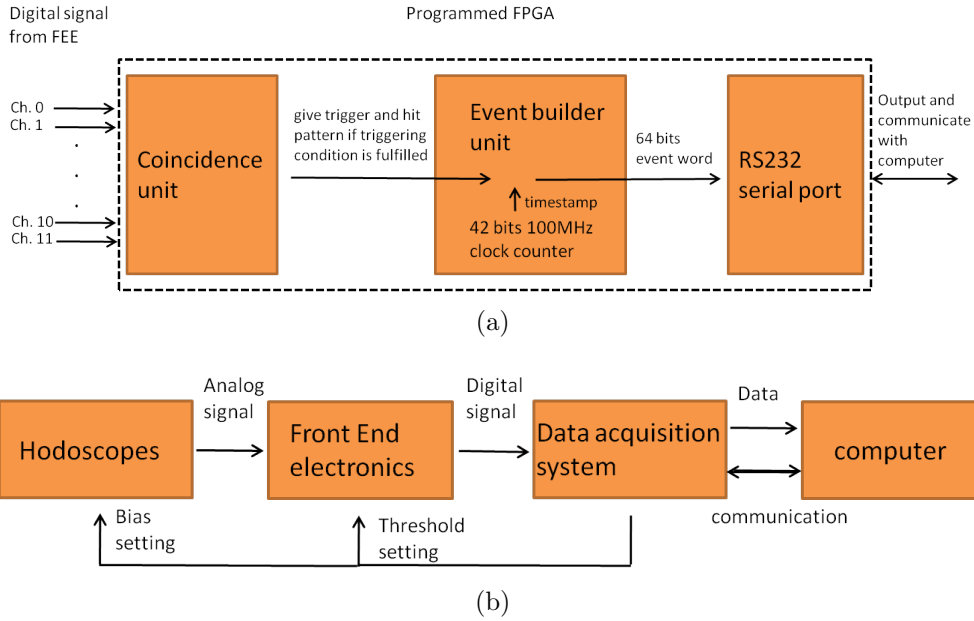 Digital signal
from FEE
Programmed FPGA
Ch. 0
Ch. 1
.
.
.
Ch. 10
Ch. 11
Coincidence
unit
give trigger and hit
pattern if triggering
condition is fulfilled
Event builder
unit
timestamp
42 bits 100MHz
clock counter
64 bits
event word
RS232
serial port
Output and
communicate
with
computer
(a)
Hodoscopes
Analog
signal
Front End
electronics
Digital
signal
Data acquisition
system
Data
communication
computer
Bias
setting
Threshold
setting
(b)